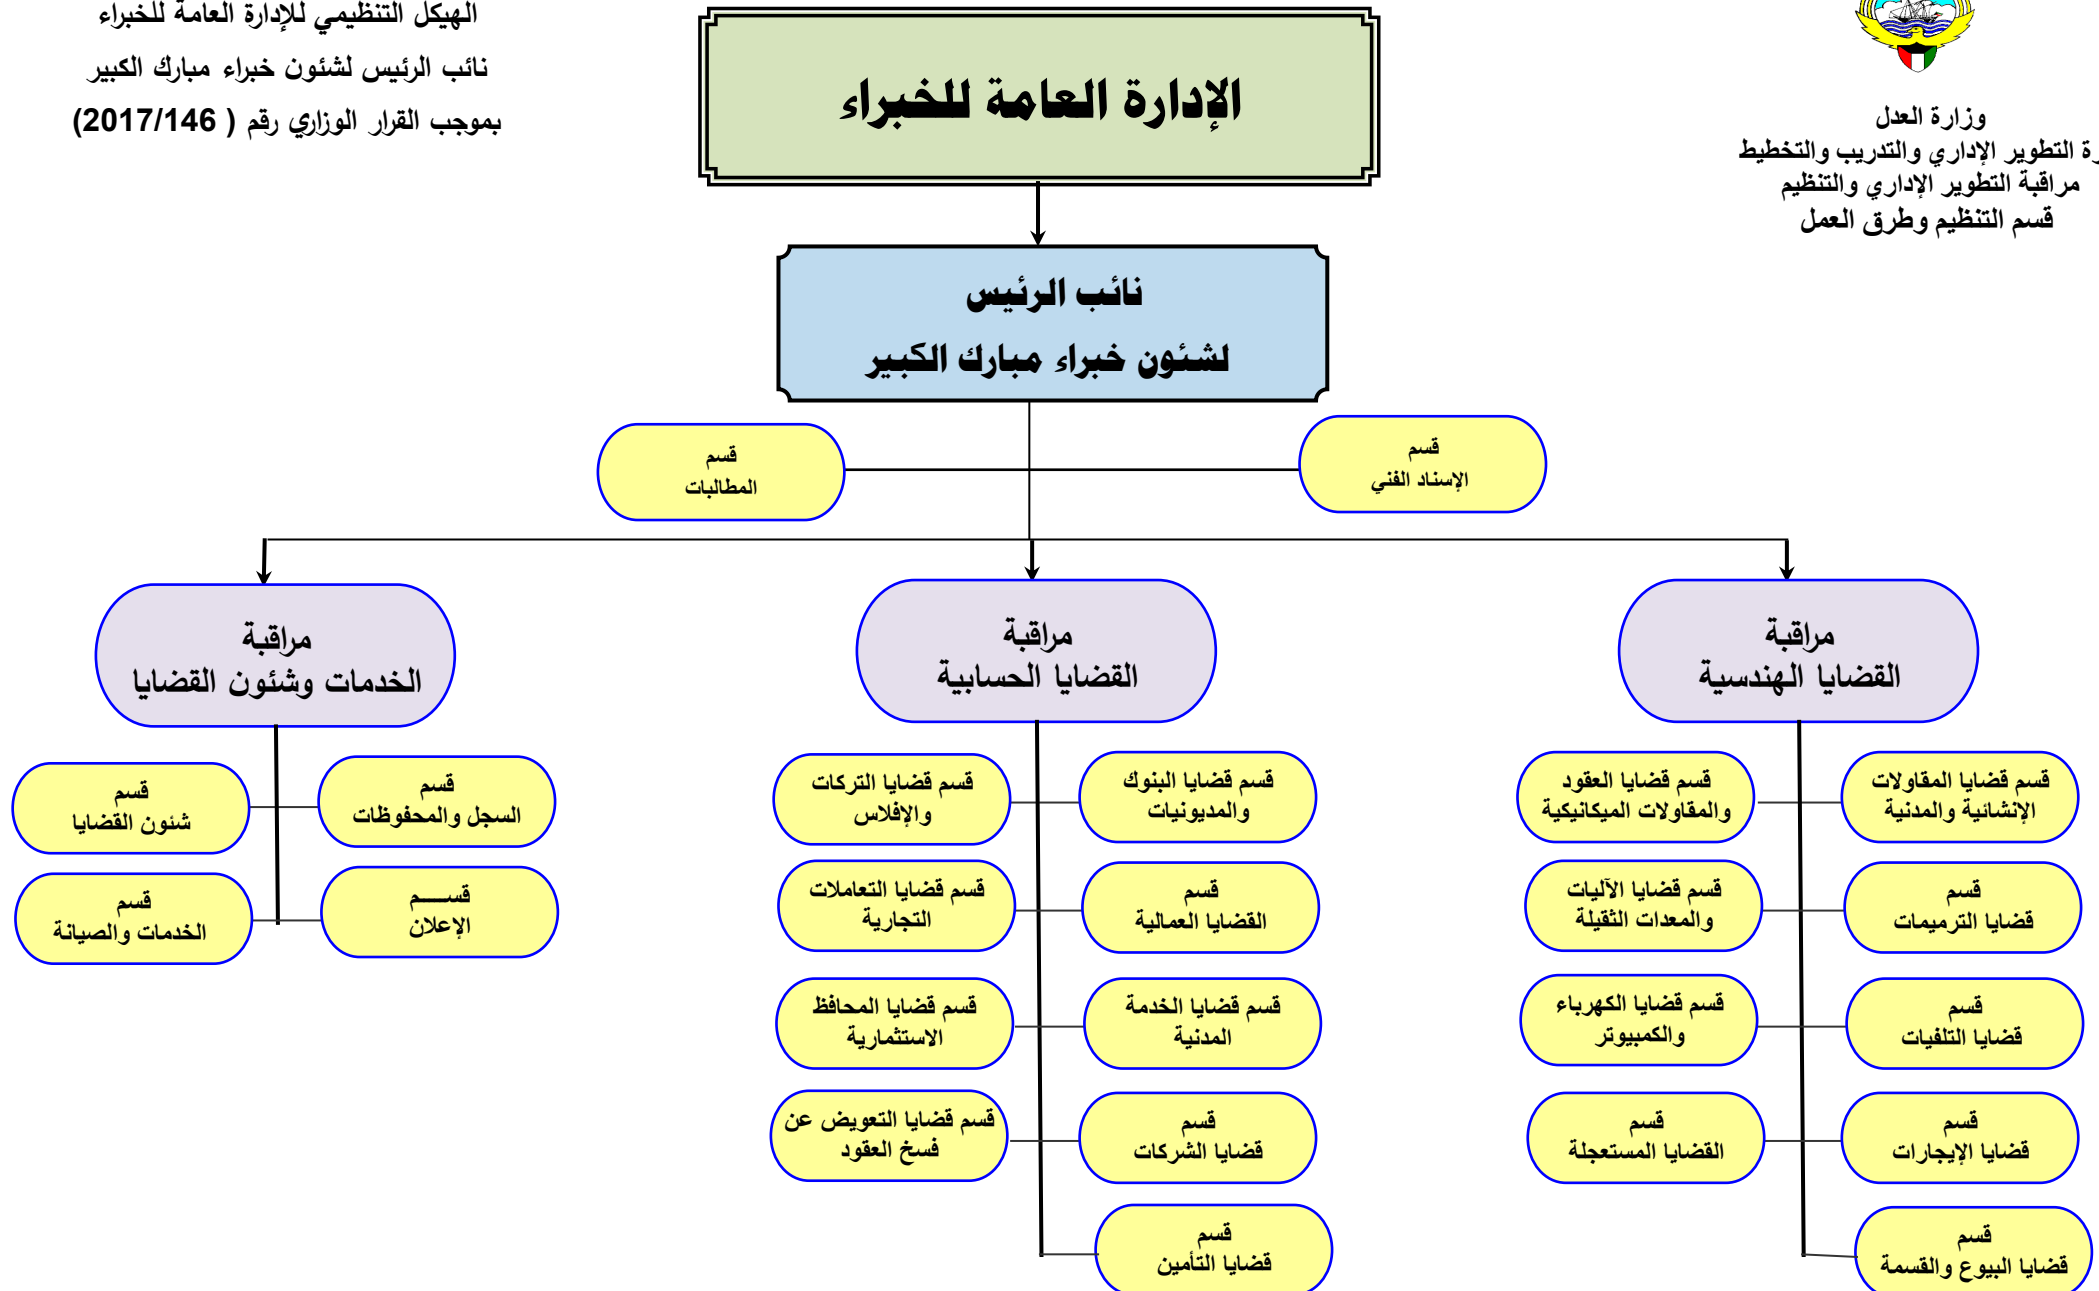 وزارة العدل
التطوير الإداري والتدريب والتخطيط
مراقبة التطوير الإداري والتنظيم
قسم التنظيم وطرق العمل
الهيكل التنظيمي للإدارة العامة للخبراء
نائب الرئيس لشئون خبراء مبارك الكبير
بموجب القرار الوزاري رقم ( 2017/146)
الإدارة العامة للخبراء
نائب الرئيس
لشئون خبراء مبارك الكبير
قسم
الإسناد الفني
قسم
المطالبات
مراقبة
القضايا الهندسية
مراقبة
القضايا الحسابية
مراقبة
الخدمات وشئون القضايا
قسم قضايا المقاولات
الإنشائية والمدنية
قسم قضايا العقود
والمقاولات الميكانيكية
قسم
قضايا الترميمات
قسم قضايا الآليات
والمعدات الثقيلة
قسم
قضايا التلفيات
قسم قضايا الكهرباء
والكمبيوتر
قسم
قضايا الإيجارات
قسم
القضايا المستعجلة
قسم
قضايا البيوع والقسمة
قسم قضايا البنوك
والمديونيات
قسم قضايا التركات
والإفلاس
قسم
القضايا العمالية
قسم قضايا التعاملات
التجارية
قسم قضايا الخدمة
المدنية
قسم قضايا المحافظ
الاستثمارية
قسم
قضايا الشركات
قسم قضايا التعويض عن
فسخ العقود
قسم
قضايا التأمين
قسم
السجل والمحفوظات
قسم
شئون القضايا
قســـم
الإعلان
قسم
الخدمات والصيانة